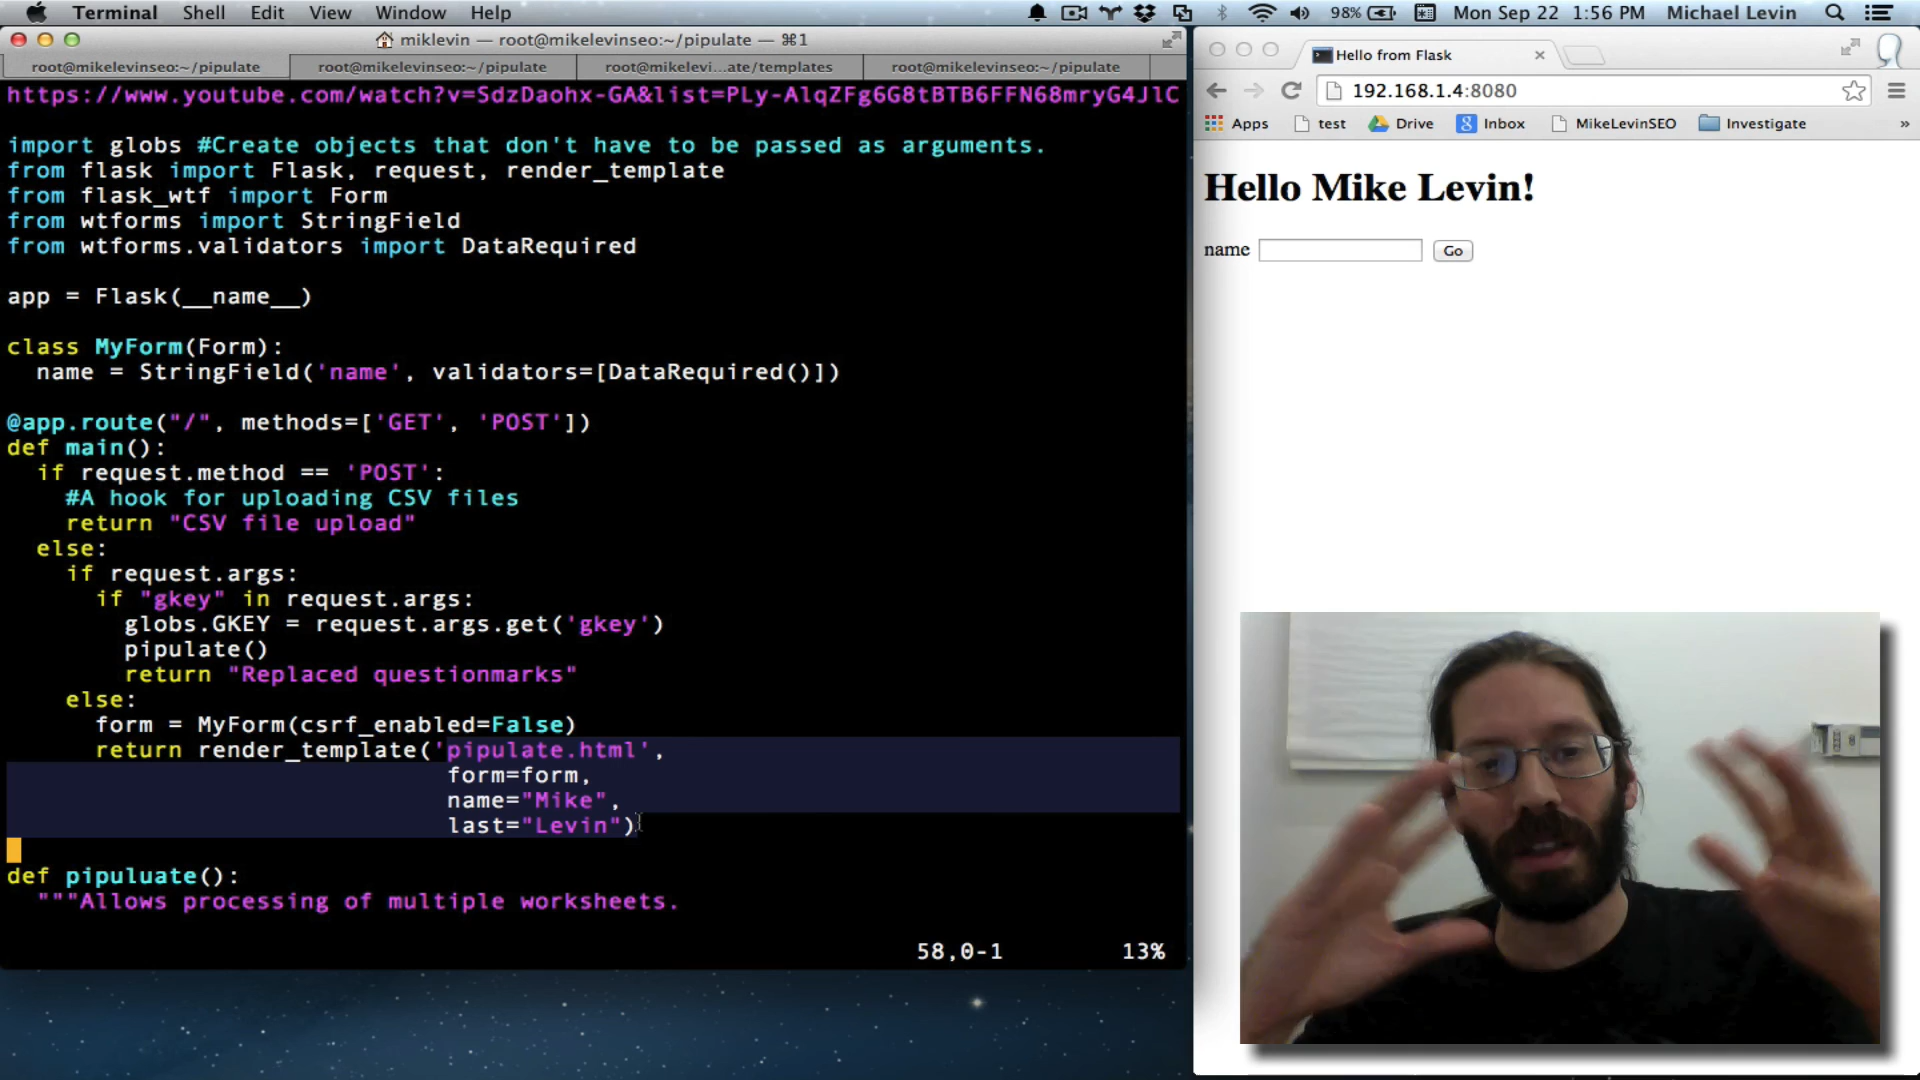 Terminal Shell Edit View Window Help 98% Mon Sep 22 1:56 PM Michael Levin
miklevin — root@mikelevinseo:~/pipulate — ⌘1
root@mikelevinseo:~/pipulate root@mikelevinseo:~/pipulate root@mikelevi...ate/templates root@mikelevinseo:~/pipulate
https://www.youtube.com/watch?v=SdzDaohx-GA&list=PLy-AlqZFg6G8tBTB6FFN68mryG4JlC
import globs #Create objects that don't have to be passed as arguments.
from flask import Flask, request, render_template
from flask_wtf import Form
from wtforms import StringField
from wtforms.validators import DataRequired
app = Flask(__name__)
class MyForm(Form):
name = StringField('name', validators=[DataRequired()])
@app.route("/", methods=['GET', 'POST'])
def main():
if request.method == 'POST':
#A hook for uploading CSV files
return "CSV file upload"
else:
if request.args:
if "gkey" in request.args:
globs.GKEY = request.args.get('gkey')
pipulate()
return "Replaced questionmarks"
else:
form = MyForm(csrf_enabled=False)
return render_template('pipulate.html',
form=form,
name="Mike",
last="Levin")
def pipuluate():
"""Allows processing of multiple worksheets.
58,0-1 13%
Hello from Flask
192.168.1.4:8080
Apps test Drive Inbox MikeLevinSEO Investigate »
Hello Mike Levin!
name Go